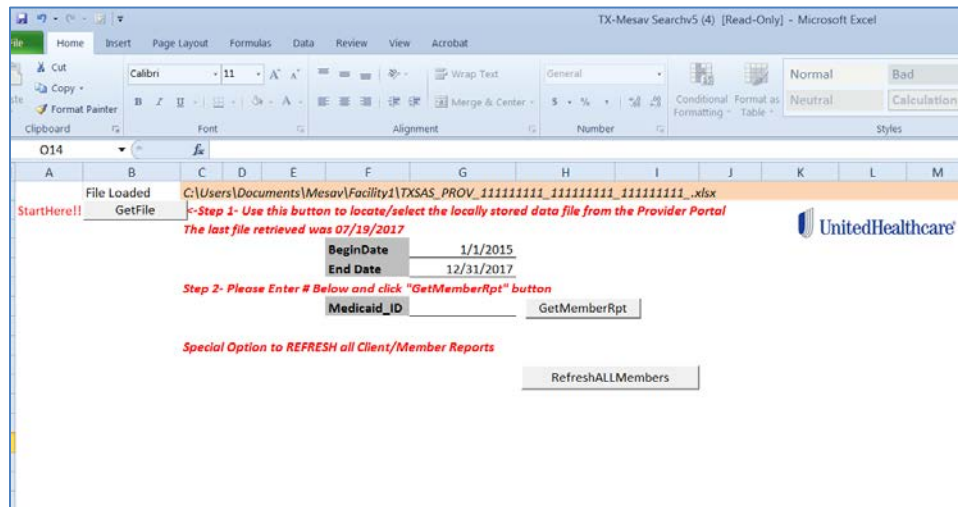 TX-Mesav Searchv5 (4) [Read-Only] - Microsoft Excel
File Home Insert Page Layout Formulas Data Review View Acrobat
Cut
Copy
Format Painter
Clipboard
Calibri 11
B I U
Font
Wrap Text
Merge & Center
Alignment
General
$ % ,
Number
Conditional Formatting
Format as Table
Normal Bad
Neutral Calculation
Styles
O14 fx
A B C D E F G H I J K L M
File Loaded C:\Users\Documents\Mesav\Facility1\TXSAS_PROV_111111111_111111111_111111111_.xlsx
StartHere!! GetFile <-Step 1- Use this button to locate/select the locally stored data file from the Provider Portal
UnitedHealthcare
The last file retrieved was 07/19/2017
BeginDate 1/1/2015
End Date 12/31/2017
Step 2- Please Enter # Below and click "GetMemberRpt" button
Medicaid_ID GetMemberRpt
Special Option to REFRESH all Client/Member Reports
RefreshALLMembers